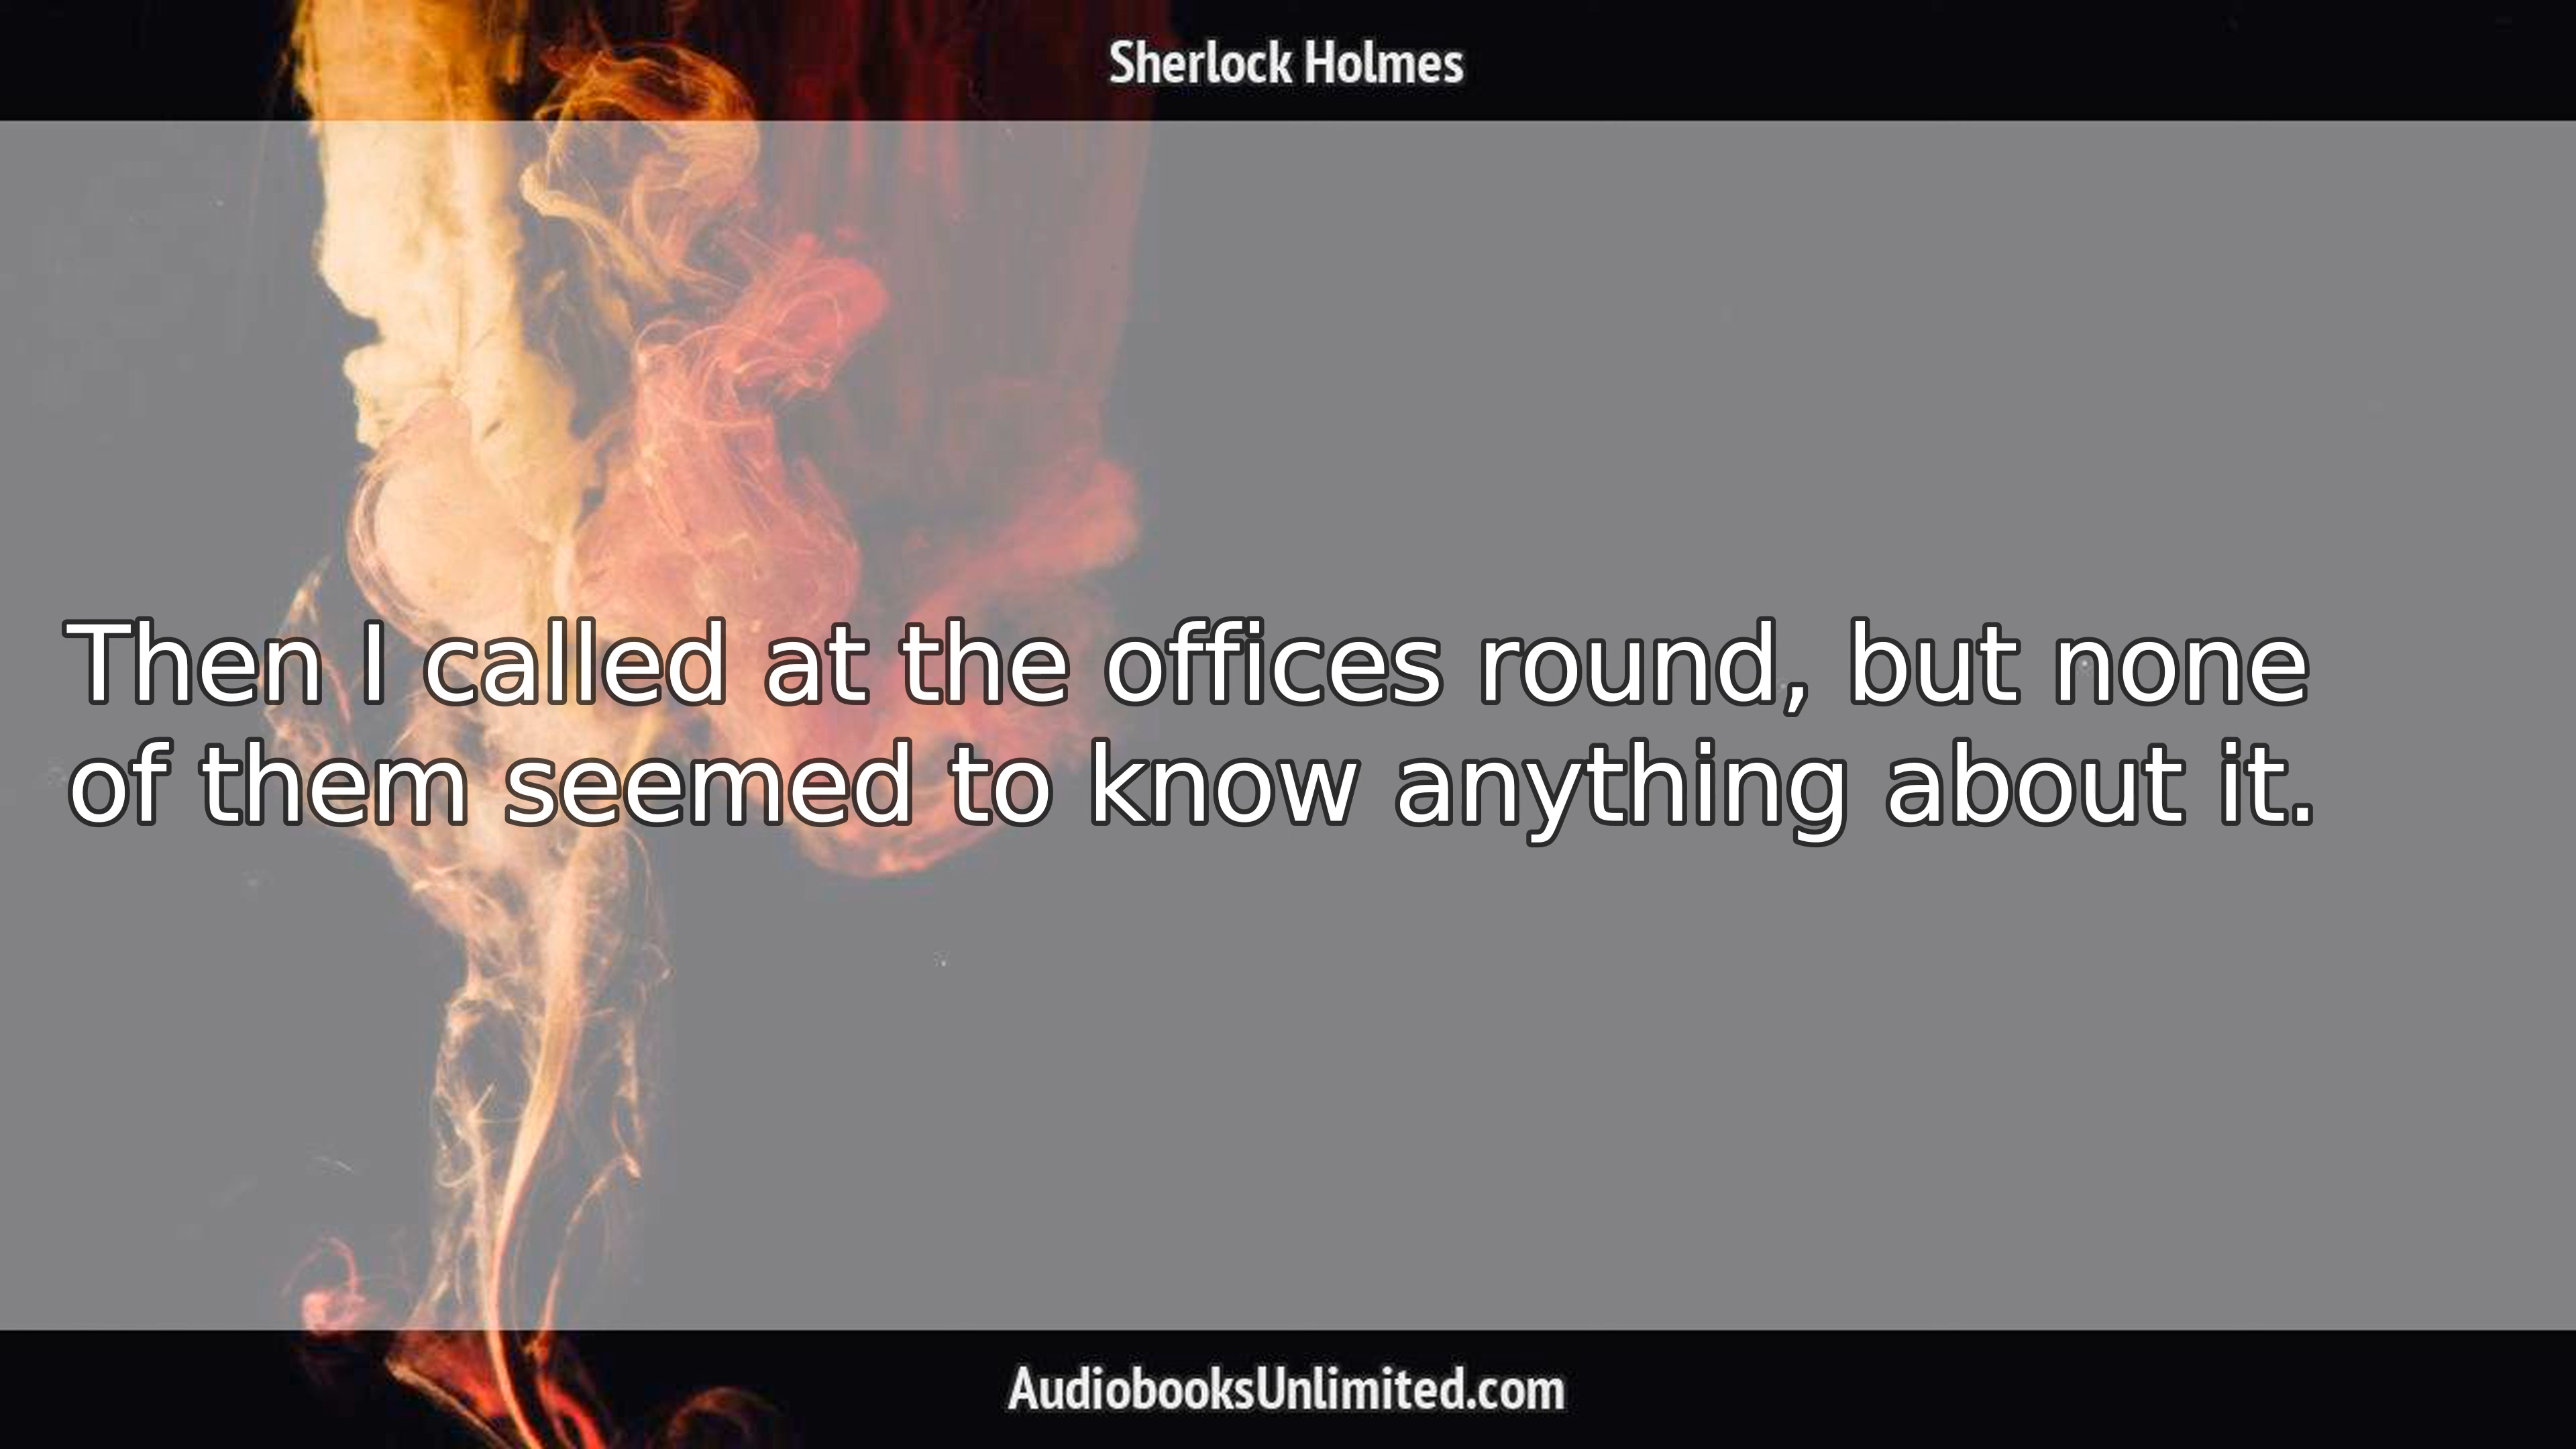 Sherlock Holmes
Then I called at the offices round, but none
of them seemed to know anything about it.
AudiobooksUnlimited.com